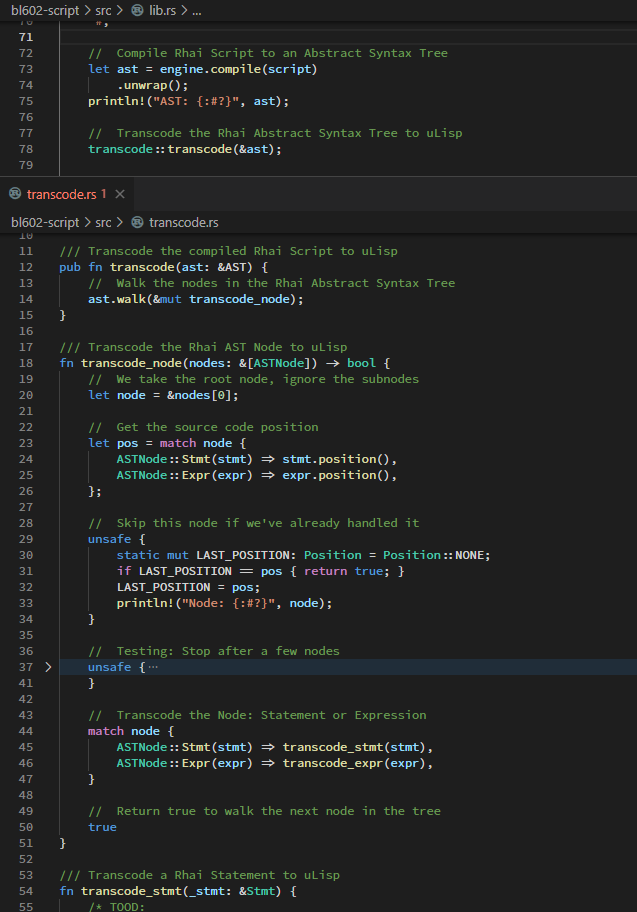 bl602-script > src > lib.rs > ...
70 "#;
71
72 //  Compile Rhai Script to an Abstract Syntax Tree
73 let ast = engine.compile(script)
74 .unwrap();
75 println!("AST: {:#?}", ast);
76
77 //  Transcode the Rhai Abstract Syntax Tree to uLisp
78 transcode::transcode(&ast);
79
transcode.rs 1 ×
bl602-script > src > transcode.rs
10
11 /// Transcode the compiled Rhai Script to uLisp
12 pub fn transcode(ast: &AST) {
13 //  Walk the nodes in the Rhai Abstract Syntax Tree
14 ast.walk(&mut transcode_node);
15 }
16
17 /// Transcode the Rhai AST Node to uLisp
18 fn transcode_node(nodes: &[ASTNode]) -> bool {
19 //  We take the root node, ignore the subnodes
20 let node = &nodes[0];
21
22 //  Get the source code position
23 let pos = match node {
24 ASTNode::Stmt(stmt) => stmt.position(),
25 ASTNode::Expr(expr) => expr.position(),
26 };
27
28 //  Skip this node if we've already handled it
29 unsafe {
30 static mut LAST_POSITION: Position = Position::NONE;
31 if LAST_POSITION == pos { return true; }
32 LAST_POSITION = pos;
33 println!("Node: {:#?}", node);
34 }
35
36 //  Testing: Stop after a few nodes
37 > unsafe {⋯
41 }
42
43 //  Transcode the Node: Statement or Expression
44 match node {
45 ASTNode::Stmt(stmt) => transcode_stmt(stmt),
46 ASTNode::Expr(expr) => transcode_expr(expr),
47 }
48
49 //  Return true to walk the next node in the tree
50 true
51 }
52
53 /// Transcode a Rhai Statement to uLisp
54 fn transcode_stmt(_stmt: &Stmt) {
55 /* TOOD: